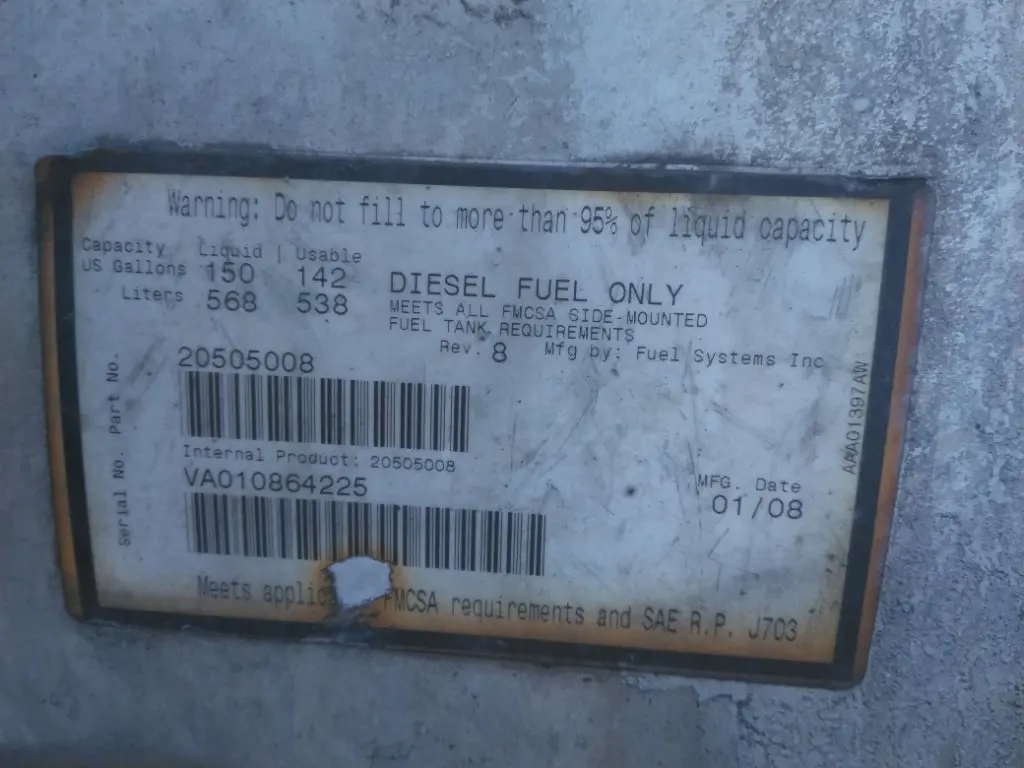 Warning: Do not fill to more than 95% of liquid capacity
Capacity Liquid | Usable
US Gallons 150 142
Liters 568 538
DIESEL FUEL ONLY
MEETS ALL FMCSA SIDE-MOUNTED
FUEL TANK REQUIREMENTS
Rev. 8 Mfg by: Fuel Systems Inc
Part No.
20505008
Internal Product: 20505008
Serial No.
VA010864225
MFG. Date
01/08
AAA01397AW
Meets FMCSA requirements and SAE R.P. J703